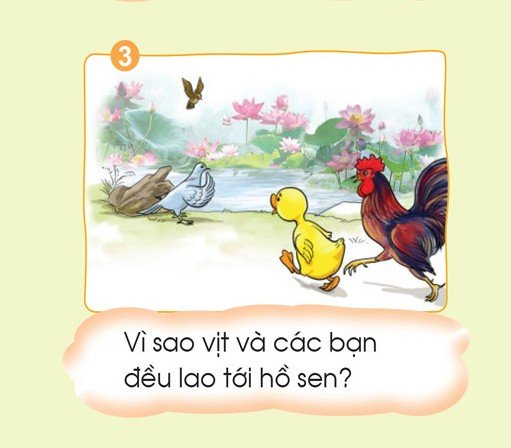 3
Vì sao vịt và các bạn
đều lao tới hồ sen?